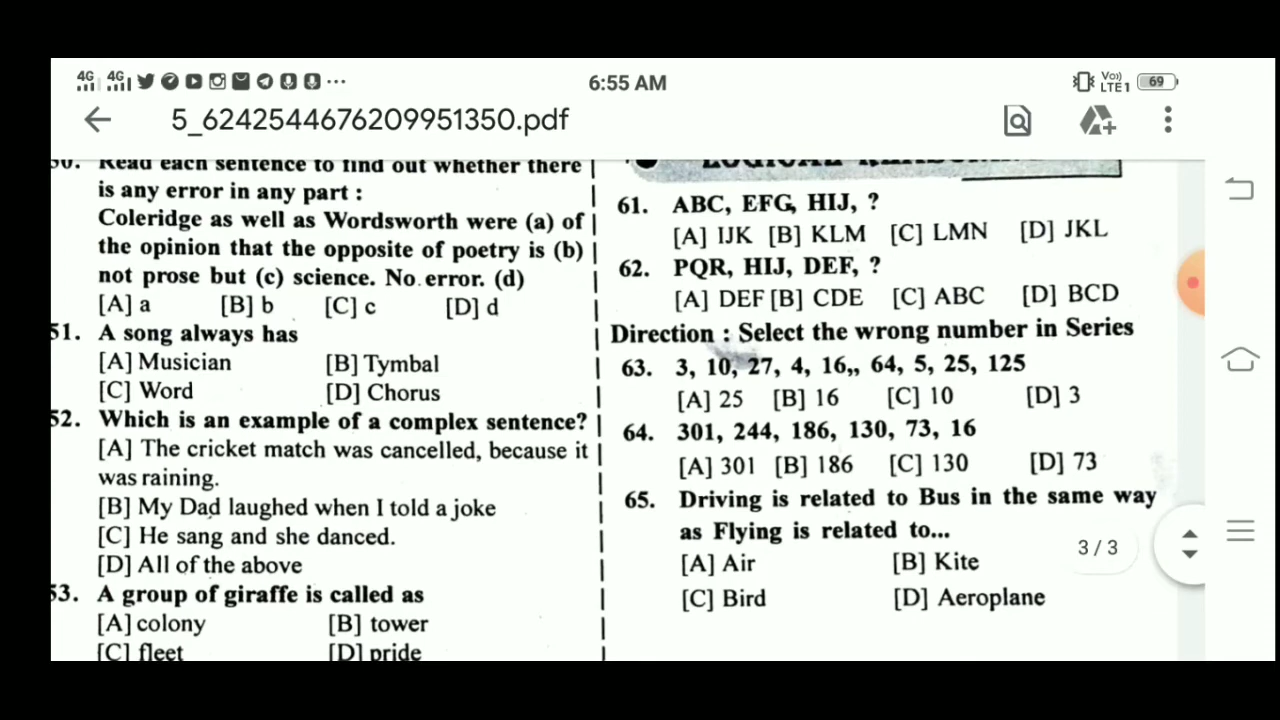 4G 4G 6:55 AM Vo)) LTE1 69
5_6242544676209951350.pdf
50. Read each sentence to find out whether there
is any error in any part :
Coleridge as well as Wordsworth were (a) of
the opinion that the opposite of poetry is (b)
not prose but (c) science. No error. (d)
[A] a [B] b [C] c [D] d
51. A song always has
[A] Musician [B] Tymbal
[C] Word [D] Chorus
52. Which is an example of a complex sentence?
[A] The cricket match was cancelled, because it
was raining.
[B] My Dad laughed when I told a joke
[C] He sang and she danced.
[D] All of the above
53. A group of giraffe is called as
[A] colony [B] tower
[C] fleet [D] pride
LOGICAL REASONING
61. ABC, EFG, HIJ, ?
[A] IJK [B] KLM [C] LMN [D] JKL
62. PQR, HIJ, DEF, ?
[A] DEF [B] CDE [C] ABC [D] BCD
Direction : Select the wrong number in Series
63. 3, 10, 27, 4, 16,, 64, 5, 25, 125
[A] 25 [B] 16 [C] 10 [D] 3
64. 301, 244, 186, 130, 73, 16
[A] 301 [B] 186 [C] 130 [D] 73
65. Driving is related to Bus in the same way
as Flying is related to...
[A] Air [B] Kite
[C] Bird [D] Aeroplane
3 / 3